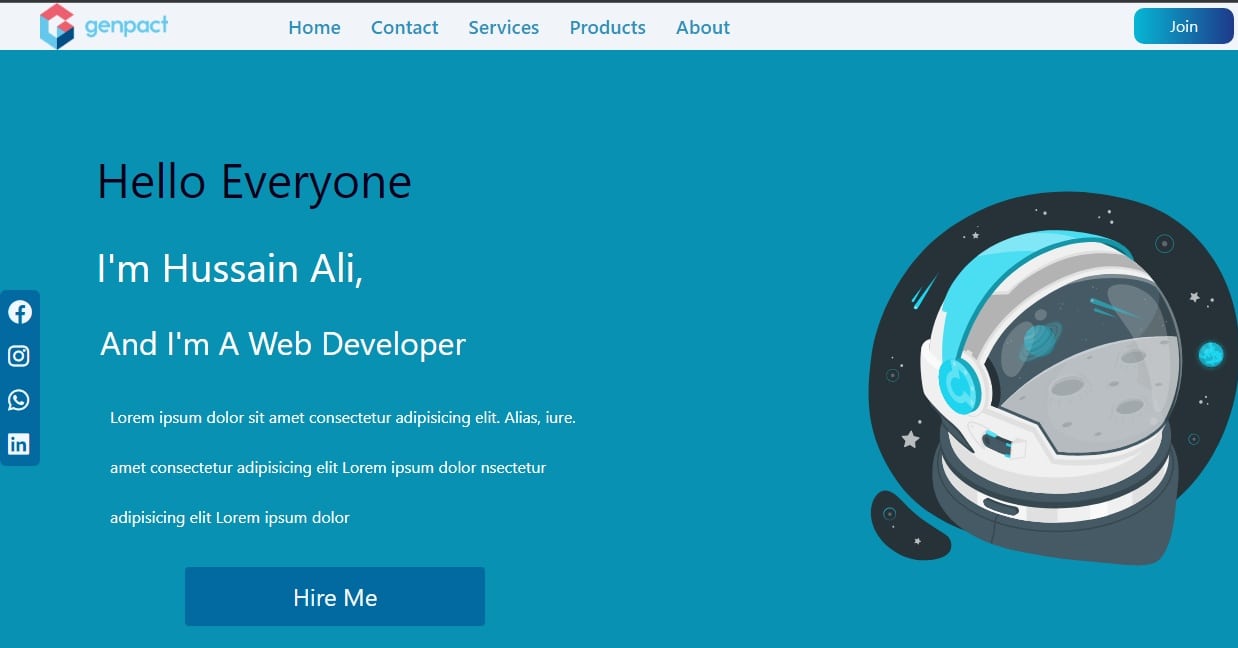 genpact
Home Contact Services Products About
Join
Hello Everyone
I'm Hussain Ali,
And I'm A Web Developer
Lorem ipsum dolor sit amet consectetur adipisicing elit. Alias, iure.
amet consectetur adipisicing elit Lorem ipsum dolor nsectetur
adipisicing elit Lorem ipsum dolor
Hire Me